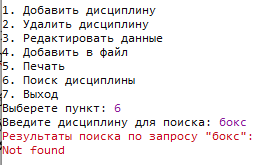 1. Добавить дисциплину
2. Удалить дисциплину
3. Редактировать данные
4. Добавить в файл
5. Печать
6. Поиск дисциплины
7. Выход
Выберете пункт: 6
Введите дисциплину для поиска: бокс
Результаты поиска по запросу "бокс":
Not found